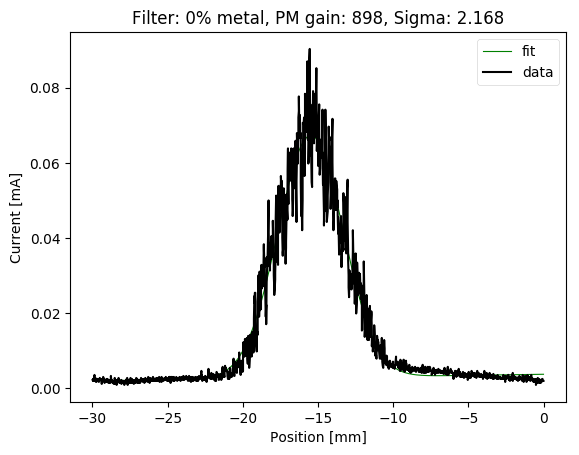 Filter: 0% metal, PM gain: 898, Sigma: 2.168
fit
data
0.08
0.06
0.04
0.02
0.00
Current [mA]
−30
−25
−20
−15
−10
−5
0
Position [mm]